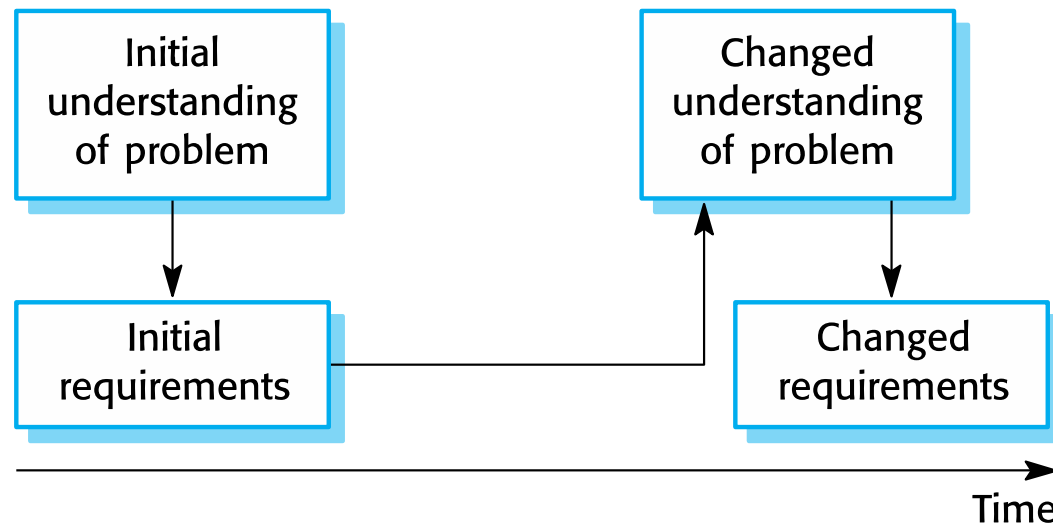 Initial
understanding
of problem
Changed
understanding
of problem
Initial
requirements
Changed
requirements
Time